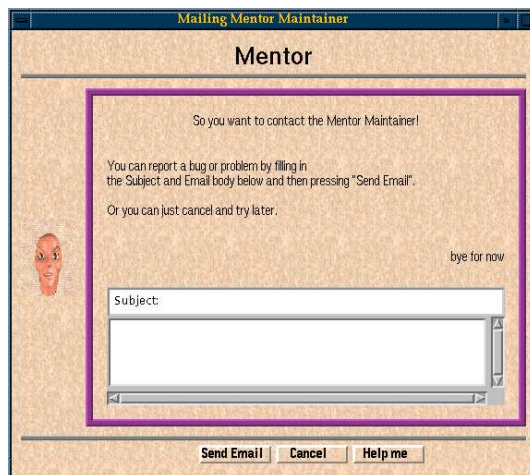 Mailing Mentor Maintainer
Mentor
So you want to contact the Mentor Maintainer!
You can report a bug or problem by filling in
the Subject and Email body below and then pressing "Send Email".
Or you can just cancel and try later.
bye for now
Subject:
Send Email Cancel Help me